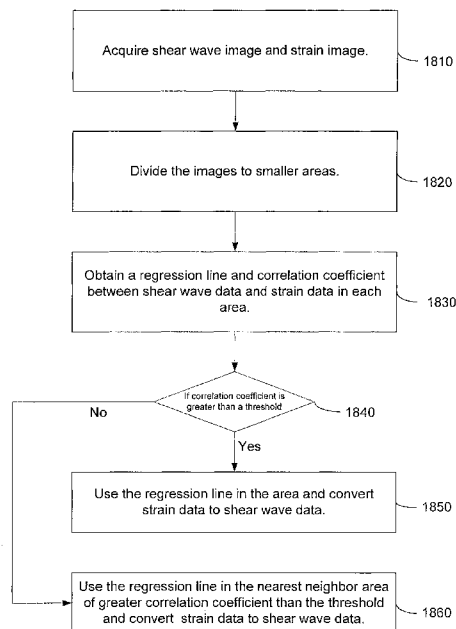 Acquire shear wave image and strain image.
1810
Divide the images to smaller areas.
1820
Obtain a regression line and correlation coefficient
between shear wave data and strain data in each
area.
1830
If correlation coefficient is
greater than a threshold
1840
No
Yes
Use the regression line in the area and convert
strain data to shear wave data.
1850
Use the regression line in the nearest neighbor area
of greater correlation coefficient than the threshold
and convert strain data to shear wave data.
1860